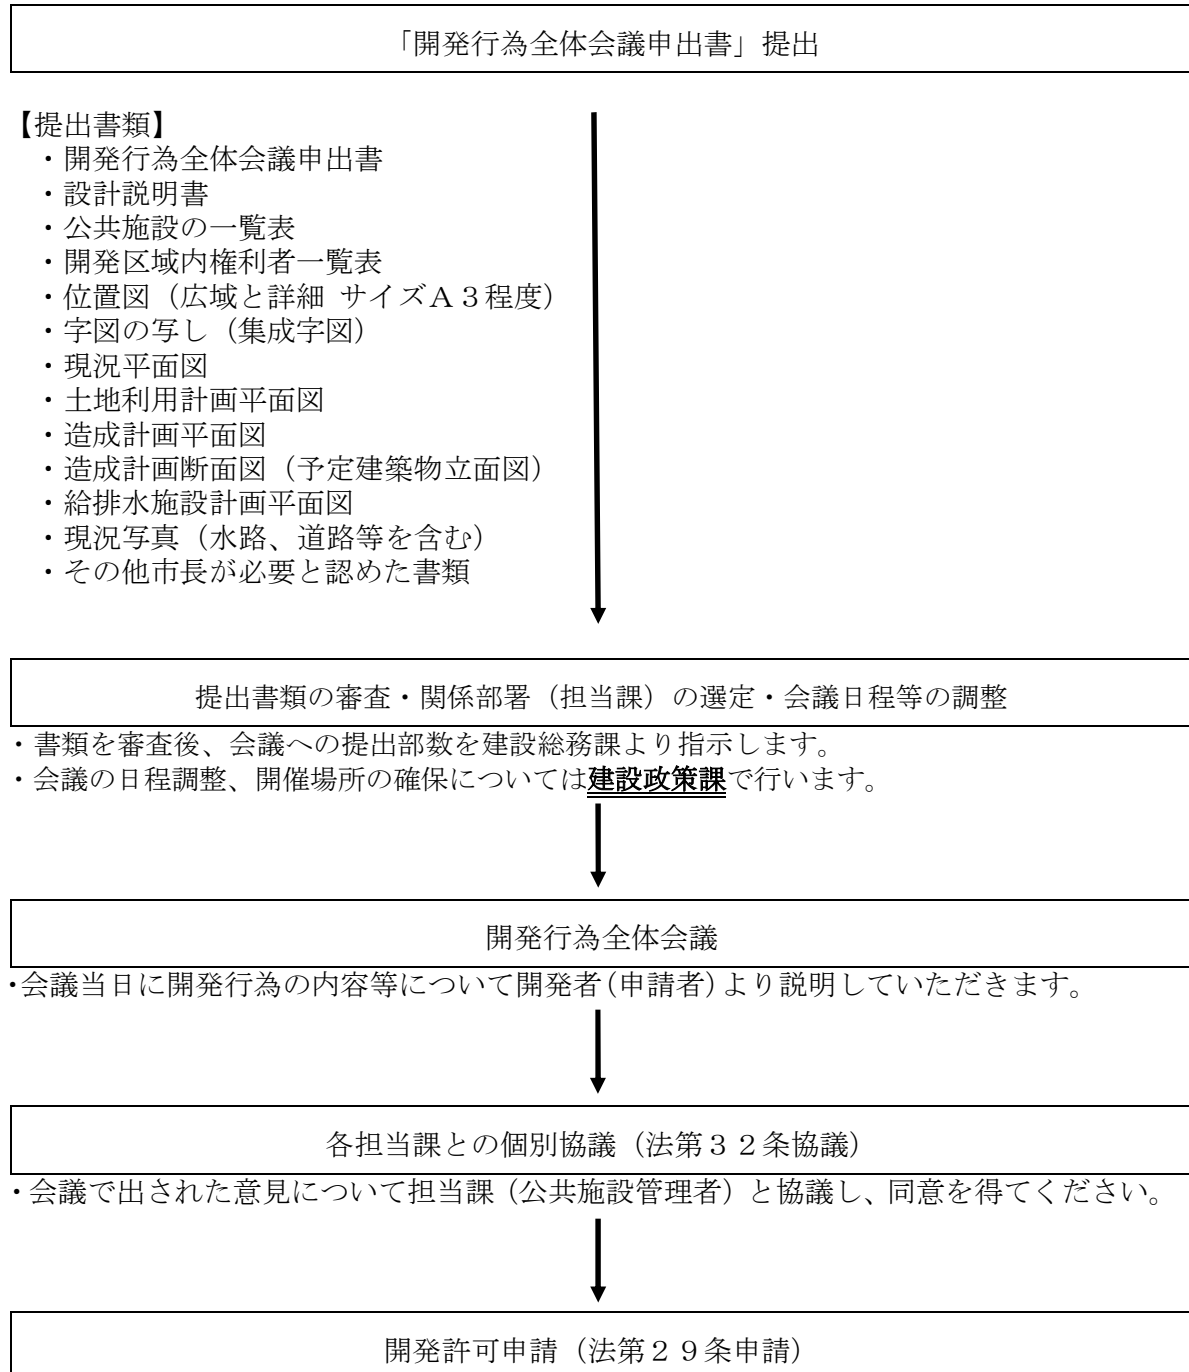 「開発行為全体会議申出書」提出
【提出書類】
・開発行為全体会議申出書
・設計説明書
・公共施設の一覧表
・開発区域内権利者一覧表
・位置図（広域と詳細 サイズＡ３程度）
・字図の写し（集成字図）
・現況平面図
・土地利用計画平面図
・造成計画平面図
・造成計画断面図（予定建築物立面図）
・給排水施設計画平面図
・現況写真（水路、道路等を含む）
・その他市長が必要と認めた書類
提出書類の審査・関係部署（担当課）の選定・会議日程等の調整
・書類を審査後、会議への提出部数を建設総務課より指示します。
・会議の日程調整、開催場所の確保については建設政策課で行います。
開発行為全体会議
・会議当日に開発行為の内容等について開発者(申請者)より説明していただきます。
各担当課との個別協議（法第３２条協議）
・会議で出された意見について担当課（公共施設管理者）と協議し、同意を得てください。
開発許可申請（法第２９条申請）